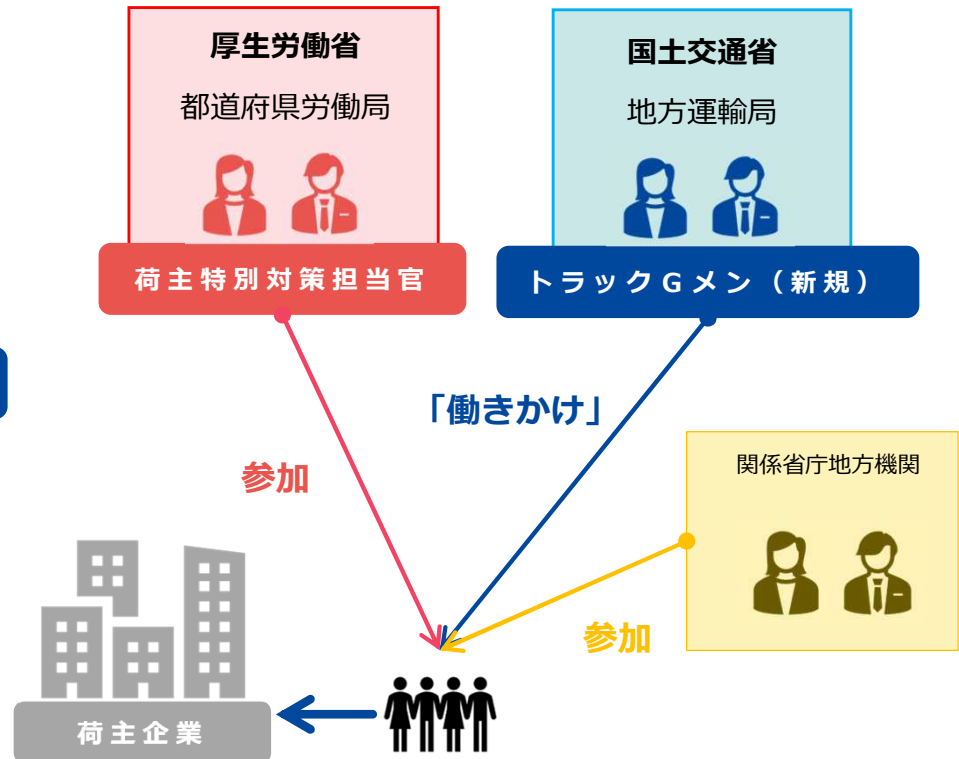 厚生労働省
都道府県労働局
荷主特別対策担当官
国土交通省
地方運輸局
トラックGメン（新規）
「働きかけ」
参加
関係省庁地方機関
参加
荷主企業